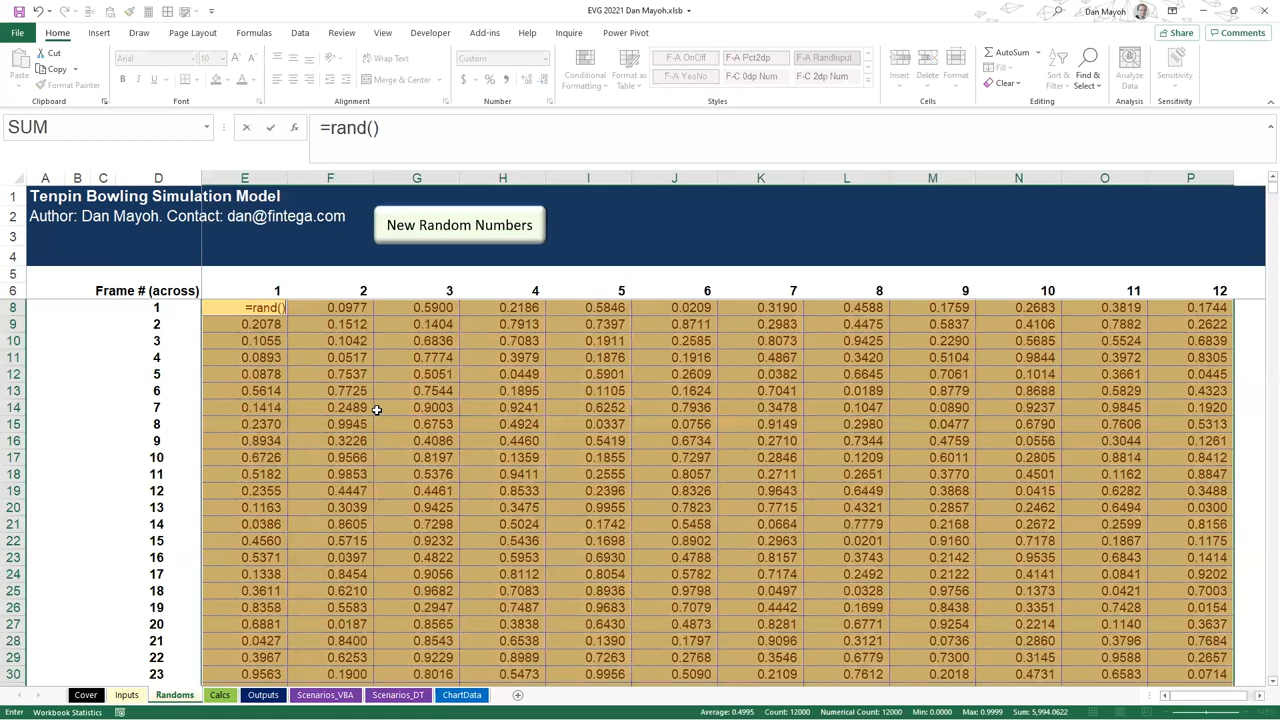 EVG 20221 Dan Mayoh.xlsb
Dan Mayoh
File Home Insert Draw Page Layout Formulas Data Review View Developer Add-ins Help Inquire Power Pivot Share Comments
Paste Cut Copy Format Painter
Arial 10
B I U
Wrap Text
Merge & Center
Custom
$ % ,
Conditional Formatting Format as Table
F-A OnOff F-A Pct2dp F-A RandInput
F-A YesNo F-C 0dp Num F-C 2dp Num
Insert Delete Format
AutoSum
Fill
Clear
Sort & Filter Find & Select
Analyze Data
Sensitivity
Clipboard Font Alignment Number Styles Cells Editing Analysis Sensitivity
SUM fx =rand()
A B C D E F G H I J K L M N O P
1 Tenpin Bowling Simulation Model
2 Author: Dan Mayoh. Contact: dan@fintega.com
New Random Numbers
3
4
5
6 Frame # (across) 1 2 3 4 5 6 7 8 9 10 11 12
8 1 =rand() 0.0977 0.5900 0.2186 0.5846 0.0209 0.3190 0.4588 0.1759 0.2683 0.3819 0.1744
9 2 0.2078 0.1512 0.1404 0.7913 0.7397 0.8711 0.2983 0.4475 0.5837 0.4106 0.7882 0.2622
10 3 0.1055 0.1042 0.6836 0.7083 0.1911 0.2585 0.8073 0.9425 0.2290 0.5685 0.5524 0.6839
11 4 0.0893 0.0517 0.7774 0.3979 0.1876 0.1916 0.4867 0.3420 0.5104 0.9844 0.3972 0.8305
12 5 0.0878 0.7537 0.5051 0.0449 0.5901 0.2609 0.0382 0.6645 0.7061 0.1014 0.3661 0.0445
13 6 0.5614 0.7725 0.7544 0.1895 0.1105 0.1624 0.7041 0.0189 0.8779 0.8688 0.5829 0.4323
14 7 0.1414 0.2489 0.9003 0.9241 0.6252 0.7936 0.3478 0.1047 0.0890 0.9237 0.9845 0.1920
15 8 0.2370 0.9945 0.6753 0.4924 0.0337 0.0756 0.9149 0.2980 0.0477 0.6790 0.7606 0.5313
16 9 0.8934 0.3226 0.4086 0.4460 0.5419 0.6734 0.2710 0.7344 0.4759 0.0556 0.3044 0.1261
17 10 0.6726 0.9566 0.8197 0.1359 0.1855 0.7297 0.2846 0.1209 0.6011 0.2805 0.8814 0.8412
18 11 0.5182 0.9853 0.5376 0.9411 0.2555 0.8057 0.2711 0.2651 0.3770 0.4501 0.1162 0.8847
19 12 0.2355 0.4447 0.4461 0.8533 0.2396 0.8326 0.9643 0.6449 0.3868 0.0415 0.6282 0.3488
20 13 0.1163 0.3039 0.9425 0.3475 0.9955 0.7823 0.7715 0.4321 0.2857 0.2462 0.6494 0.0300
21 14 0.0386 0.8605 0.7298 0.5024 0.1742 0.5458 0.0664 0.7779 0.2168 0.2672 0.2599 0.8156
22 15 0.4560 0.5715 0.9232 0.5436 0.1698 0.8902 0.2963 0.0201 0.9160 0.7178 0.1867 0.1175
23 16 0.5371 0.0397 0.4822 0.5953 0.6930 0.4788 0.8157 0.3743 0.2142 0.9535 0.6843 0.1414
24 17 0.1338 0.8454 0.9056 0.8112 0.8054 0.5782 0.7174 0.2492 0.2122 0.4141 0.0841 0.9202
25 18 0.3611 0.6210 0.9682 0.7083 0.8936 0.9798 0.0497 0.0328 0.9756 0.1373 0.0421 0.7003
26 19 0.8358 0.5583 0.2947 0.7487 0.9683 0.7079 0.4442 0.1699 0.8438 0.3351 0.7428 0.0154
27 20 0.6881 0.0187 0.8565 0.3838 0.6430 0.4873 0.8281 0.6771 0.9254 0.2214 0.1140 0.3637
28 21 0.0427 0.8400 0.8543 0.6538 0.1390 0.1797 0.9096 0.3121 0.0736 0.2860 0.3796 0.7684
29 22 0.3967 0.6253 0.9229 0.8989 0.7263 0.2768 0.3546 0.6779 0.7300 0.3145 0.9588 0.2657
30 23 0.9563 0.1900 0.8016 0.5473 0.9956 0.5090 0.2109 0.7612 0.2018 0.4731 0.6583 0.0714
Cover Inputs Randoms Calcs Outputs Scenarios_VBA Scenarios_DT ChartData
Enter Workbook Statistics Average: 0.4995 Count: 12000 Numerical Count: 12000 Min: 0.0000 Max: 0.9999 Sum: 5,994.0622